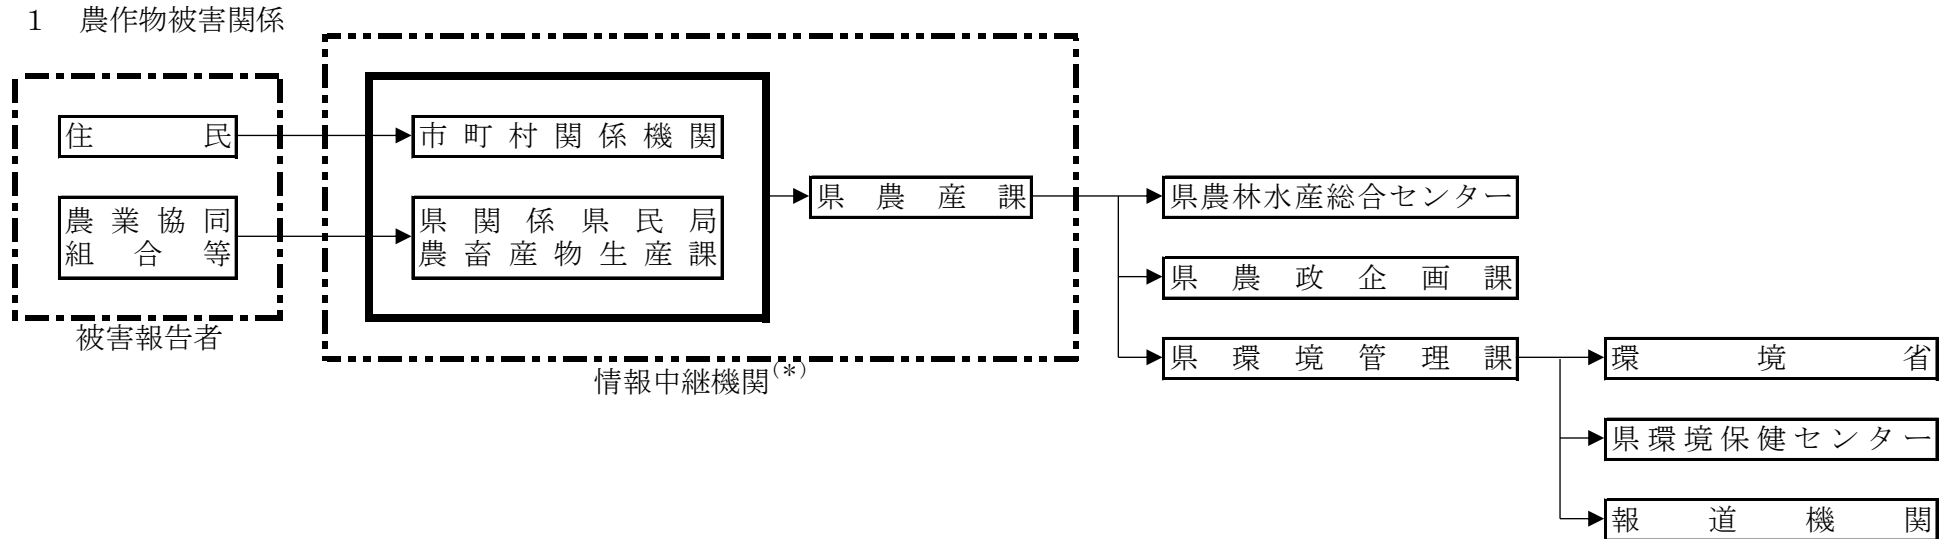 １　農作物被害関係
住民
農業協同
組合等
被害報告者
市町村関係機関
県関係県民局
農畜産物生産課
県農産課
情報中継機関(*)
県農林水産総合センター
県農政企画課
県環境管理課
環境省
県環境保健センター
報道機関